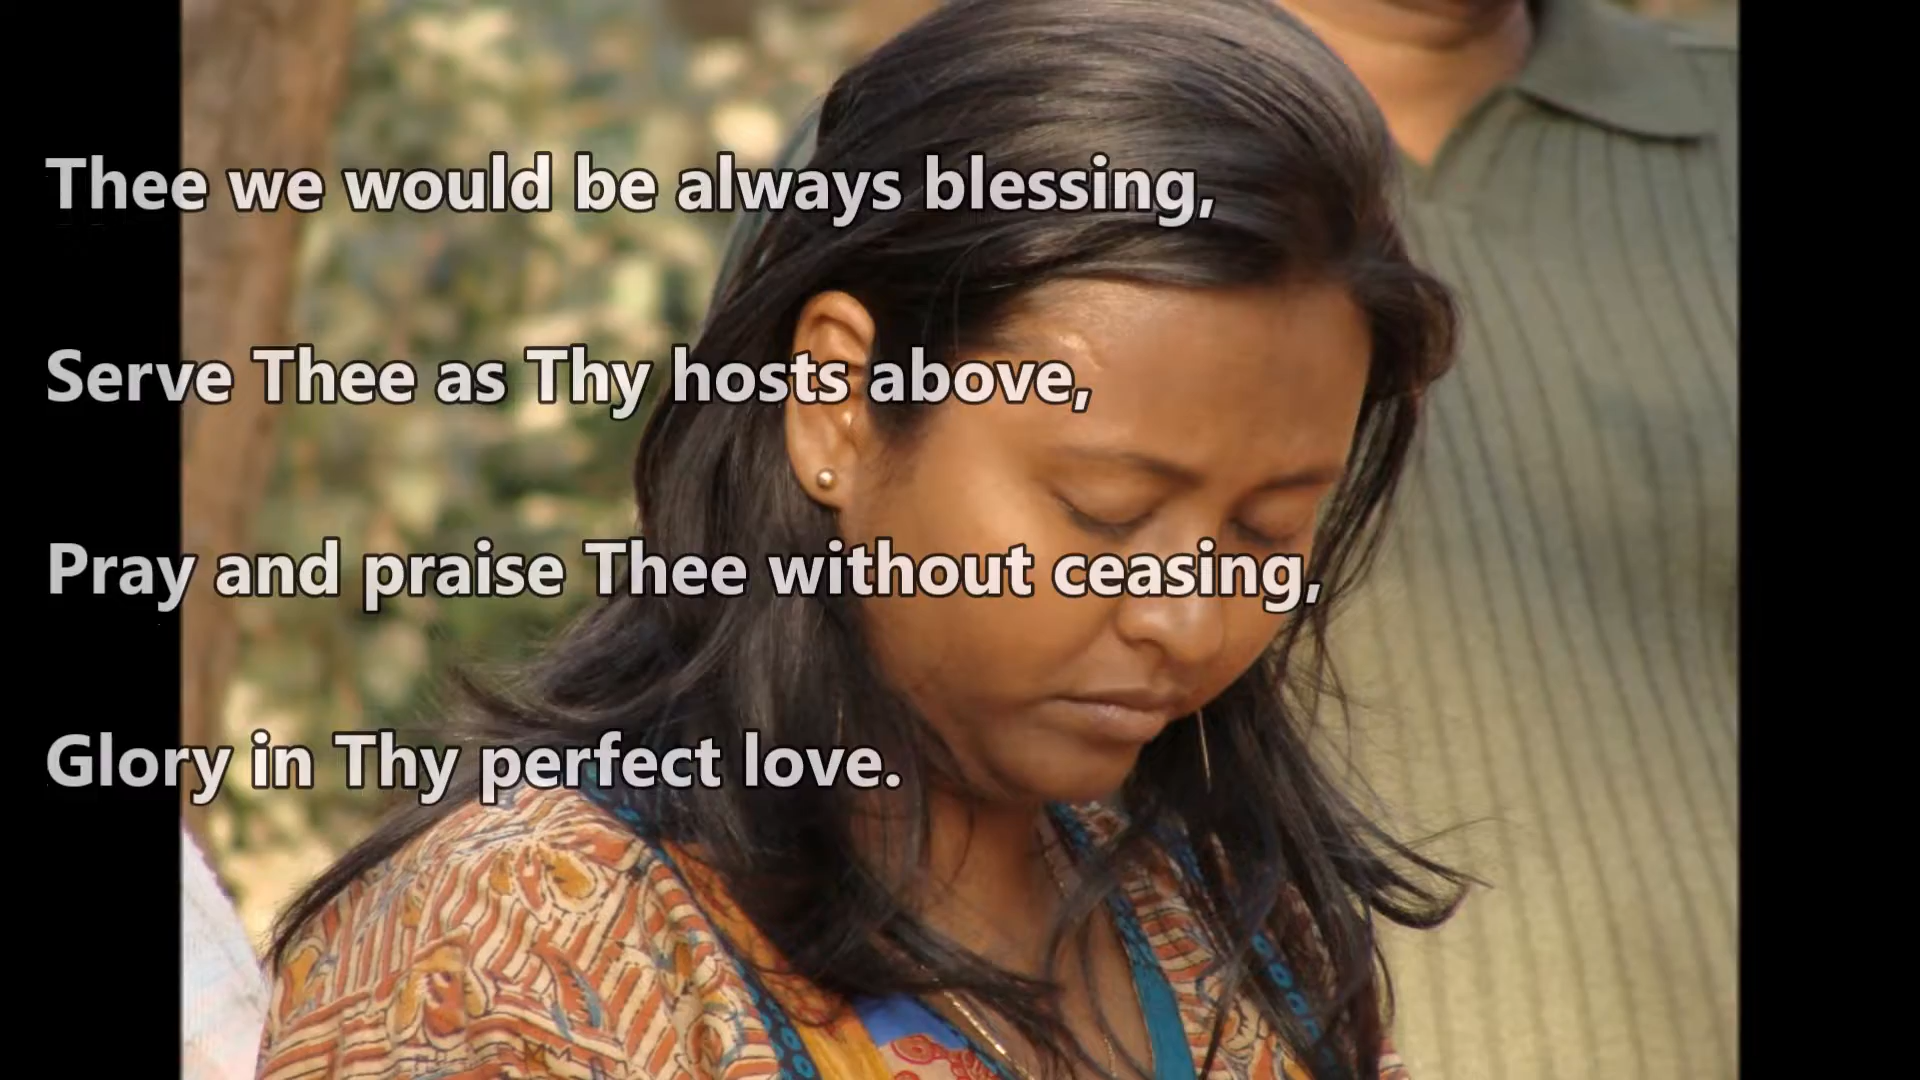 Thee we would be always blessing,
Serve Thee as Thy hosts above,
Pray and praise Thee without ceasing,
Glory in Thy perfect love.